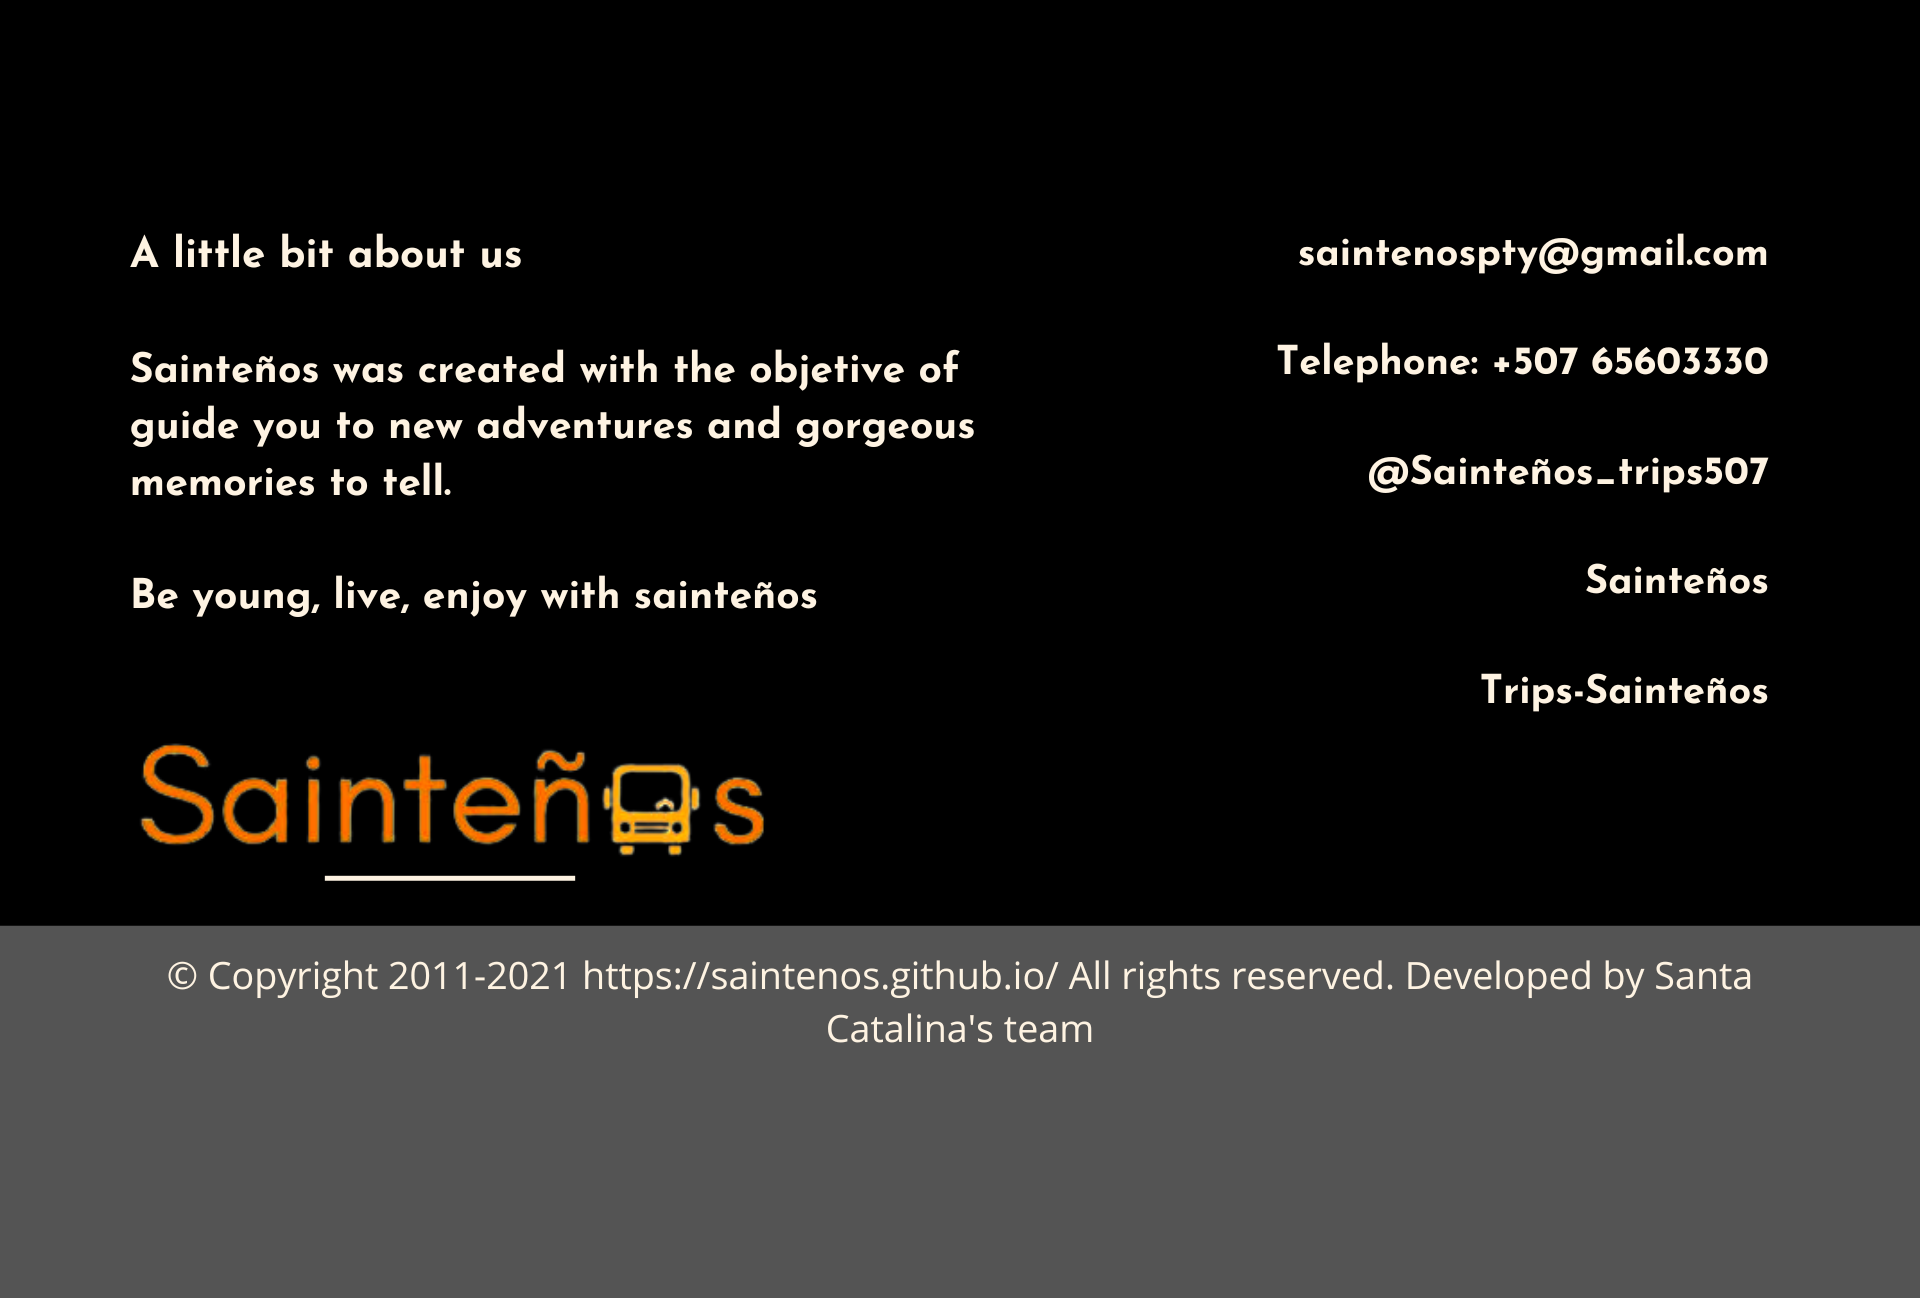 A little bit about us
Sainteños was created with the objetive of
guide you to new adventures and gorgeous
memories to tell.
Be young, live, enjoy with sainteños
Sainteños
saintenospty@gmail.com
Telephone: +507 65603330
@Sainteños_trips507
Sainteños
Trips-Sainteños
© Copyright 2011-2021 https://saintenos.github.io/ All rights reserved. Developed by Santa
Catalina's team